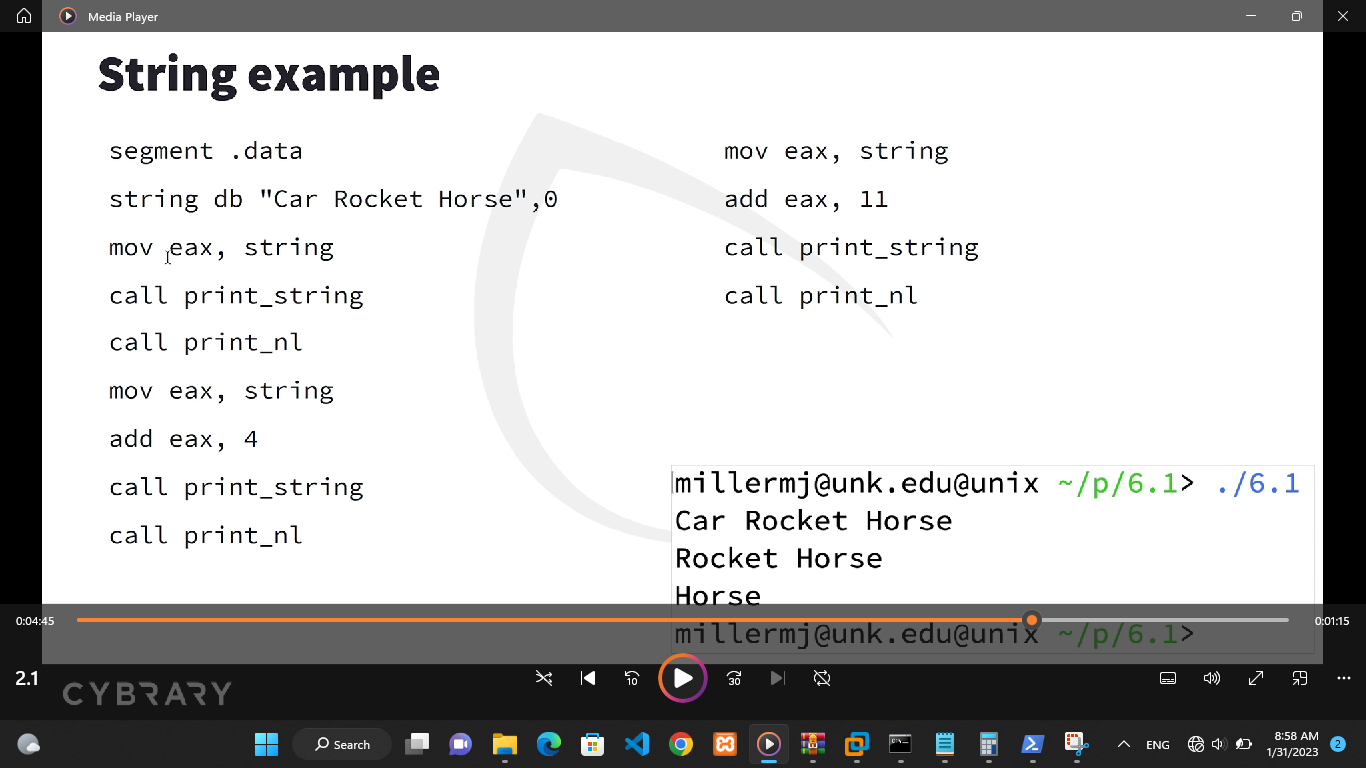 Media Player
String example
segment .data
string db "Car Rocket Horse",0
mov eax, string
call print_string
call print_nl
mov eax, string
add eax, 4
call print_string
call print_nl
mov eax, string
add eax, 11
call print_string
call print_nl
millermj@unk.edu@unix ~/p/6.1> ./6.1
Car Rocket Horse
Rocket Horse
Horse
millermj@unk.edu@unix ~/p/6.1>
0:04:45
0:01:15
2.1
CYBRARY
10
30
Search
ENG
8:58 AM
1/31/2023
2